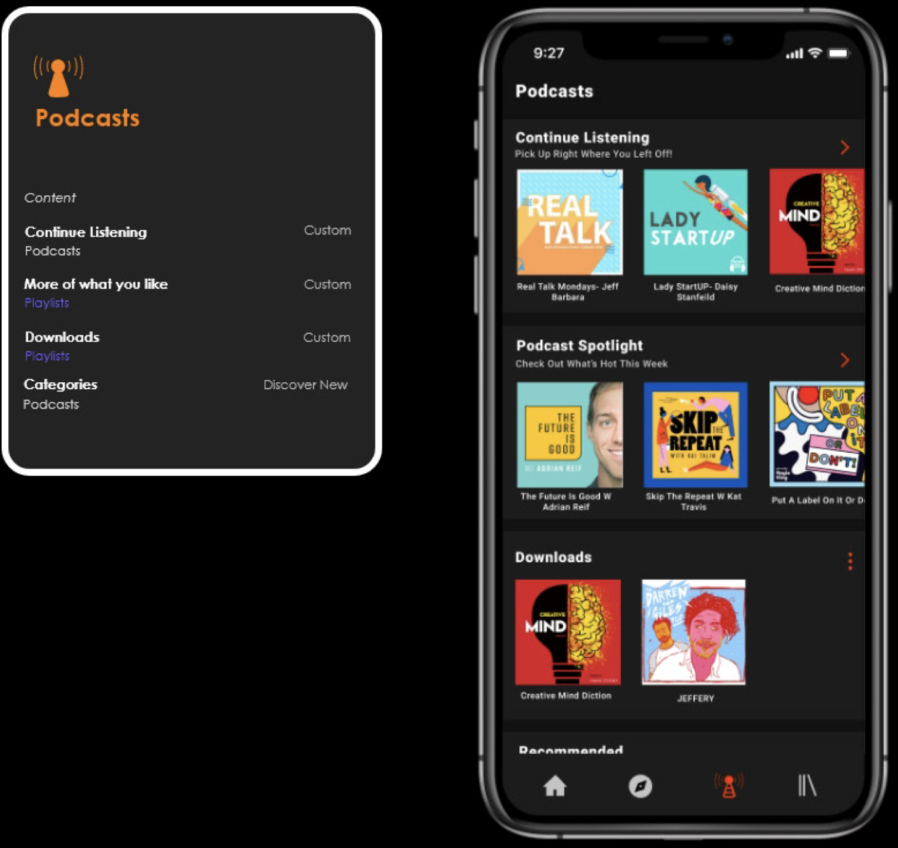 Podcasts
Content
Continue Listening
Custom
Podcasts
More of what you like
Custom
Playlists
Downloads
Custom
Playlists
Categories
Discover New
Podcasts
9:27
Podcasts
Continue Listening
Pick Up Right Where You Left Off!
REAL
TALK
LADY
STARTUP
CREATIVE
MIND
Real Talk Mondays- Jeff
Barbara
Lady StartUP- Daisy
Stanfeild
Creative Mind Diction
Podcast Spotlight
Check Out What's Hot This Week
THE
FUTURE
IS
GOOD
ADRIAN REIF
SKIP
THE
REPEAT
WITH KAT
PUT A
LABEL
ON
IT
OR
DON'T!
The Future Is Good W
Adrian Reif
Skip The Repeat W Kat
Travis
Put A Label On It Or D
Downloads
CREATIVE
MIND
DARREN
GILES
Creative Mind Diction
JEFFERY
Recommended